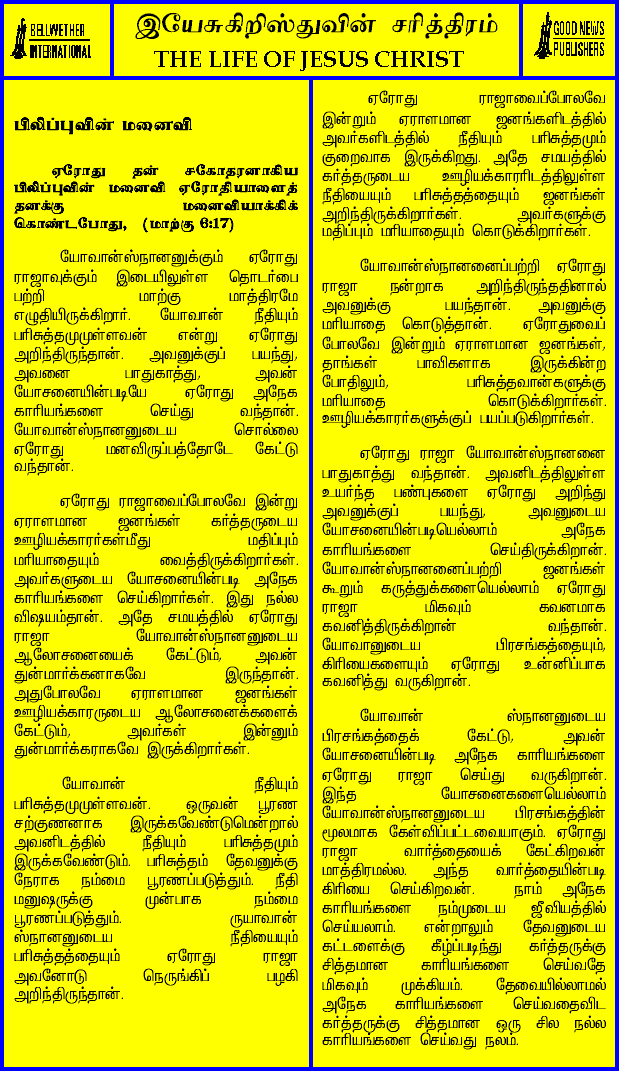 BELLWETHER
INTERNATIONAL
இயேசுகிறிஸ்துவின் சரித்திரம்
THE LIFE OF JESUS CHRIST
GOOD NEWS
PUBLISHERS
பிலிப்புவின் மனைவி
ஏரோது தன் சகோதரனாகிய
பிலிப்புவின் மனைவி ஏரோதியாளைத்
தனக்கு மனைவியாக்கிக்
கொண்டபோது, (மாற்கு 6:17)
யோவான்ஸ்நானனுக்கும் ஏரோது
ராஜாவுக்கும் இடையிலுள்ள தொடர்பை
பற்றி மாற்கு மாத்திரமே
எழுதியிருக்கிறார். யோவான் நீதியும்
பரிசுத்தமுமுள்ளவன் என்று ஏரோது
அறிந்திருந்தான். அவனுக்குப் பயந்து,
அவனை பாதுகாத்து, அவன்
யோசனையின்படியே ஏரோது அநேக
காரியங்களை செய்து வந்தான்.
யோவான்ஸ்நானனுடைய சொல்லை
ஏரோது மனவிருப்பத்தோடே கேட்டு
வந்தான்.
ஏரோது ராஜாவைப்போலவே இன்று
ஏராளமான ஜனங்கள் கர்த்தருடைய
ஊழியக்காரர்கள்மீது மதிப்பும்
மரியாதையும் வைத்திருக்கிறார்கள்.
அவர்களுடைய யோசனையின்படி அநேக
காரியங்களை செய்கிறார்கள். இது நல்ல
விஷயம்தான். அதே சமயத்தில் ஏரோது
ராஜா யோவான்ஸ்நானனுடைய
ஆலோசனையைக் கேட்டும், அவன்
துன்மார்க்கனாகவே இருந்தான்.
அதுபோலவே ஏராளமான ஜனங்கள்
ஊழியக்காரருடைய ஆலோசனைக்களைக்
கேட்டும், அவர்கள் இன்னும்
துன்மார்க்கராகவே இருக்கிறார்கள்.
யோவான் நீதியும்
பரிசுத்தமுமுள்ளவன். ஒருவன் பூரண
சற்குணனாக இருக்கவேண்டுமென்றால்
அவனிடத்தில் நீதியும் பரிசுத்தமும்
இருக்கவேண்டும். பரிசுத்தம் தேவனுக்கு
நேராக நம்மை பூரணப்படுத்தும். நீதி
மனுஷருக்கு முன்பாக நம்மை
பூரணப்படுத்தும். ருயாவான்
ஸ்நானனுடைய நீதியையும்
பரிசுத்தத்தையும் ஏரோது ராஜா
அவனோடு நெருங்கிப் பழகி
அறிந்திருந்தான்.
ஏரோது ராஜாவைப்போலவே
இன்றும் ஏராளமான ஜனங்களிடத்தில்
அவர்களிடத்தில் நீதியும் பரிசுத்தமும்
குறைவாக இருக்கிறது. அதே சமயத்தில்
கர்த்தருடைய ஊழியக்காரரிடத்திலுள்ள
நீதியையும் பரிசுத்தத்தையும் ஜனங்கள்
அறிந்திருக்கிறார்கள். அவர்களுக்கு
மதிப்பும் மரியாதையும் கொடுக்கிறார்கள்.
யோவான்ஸ்நானனைப்பற்றி ஏரோது
ராஜா நன்றாக அறிந்திருந்ததினால்
அவனுக்கு பயந்தான். அவனுக்கு
மரியாதை கொடுத்தான். ஏரோதுவைப்
போலவே இன்றும் ஏராளமான ஜனங்கள்,
தாங்கள் பாவிகளாக இருக்கின்ற
போதிலும், பரிசுத்தவான்களுக்கு
மரியாதை கொடுக்கிறார்கள்.
ஊழியக்காரர்களுக்குப் பயப்படுகிறார்கள்.
ஏரோது ராஜா யோவான்ஸ்நானனை
பாதுகாத்து வந்தான். அவனிடத்திலுள்ள
உயர்ந்த பண்புகளை ஏரோது அறிந்து
அவனுக்குப் பயந்து, அவனுடைய
யோசனையின்படியெல்லாம் அநேக
காரியங்களை செய்திருக்கிறான்.
யோவான்ஸ்நானனைப்பற்றி ஜனங்கள்
கூறும் கருத்துக்களையெல்லாம் ஏரோது
ராஜா மிகவும் கவனமாக
கவனித்திருக்கிறான் வந்தான்.
யோவானுடைய பிரசங்கத்தையும்,
கிரியைகளையும் ஏரோது உன்னிப்பாக
கவனித்து வருகிறான்.
யோவான் ஸ்நானனுடைய
பிரசங்கத்தைக் கேட்டு, அவன்
யோசனையின்படி அநேக காரியங்களை
ஏரோது ராஜா செய்து வருகிறான்.
இந்த யோசனைகளையெல்லாம்
யோவான்ஸ்நானனுடைய பிரசங்கத்தின்
மூலமாக கேள்விப்பட்டவையாகும். ஏரோது
ராஜா வார்த்தையைக் கேட்கிறவன்
மாத்திரமல்ல. அந்த வார்த்தையின்படி
கிரியை செய்கிறவன். நாம் அநேக
காரியங்களை நம்முடைய ஜீவியத்தில்
செய்யலாம். என்றாலும் தேவனுடைய
கட்டளைக்கு கீழ்ப்படிந்து கர்த்தருக்கு
சித்தமான காரியங்களை செய்வதே
மிகவும் முக்கியம். தேவையில்லாமல்
அநேக காரியங்களை செய்வதைவிட
கர்த்தருக்கு சித்தமான ஒரு சில நல்ல
காரியங்களை செய்வது நலம்.